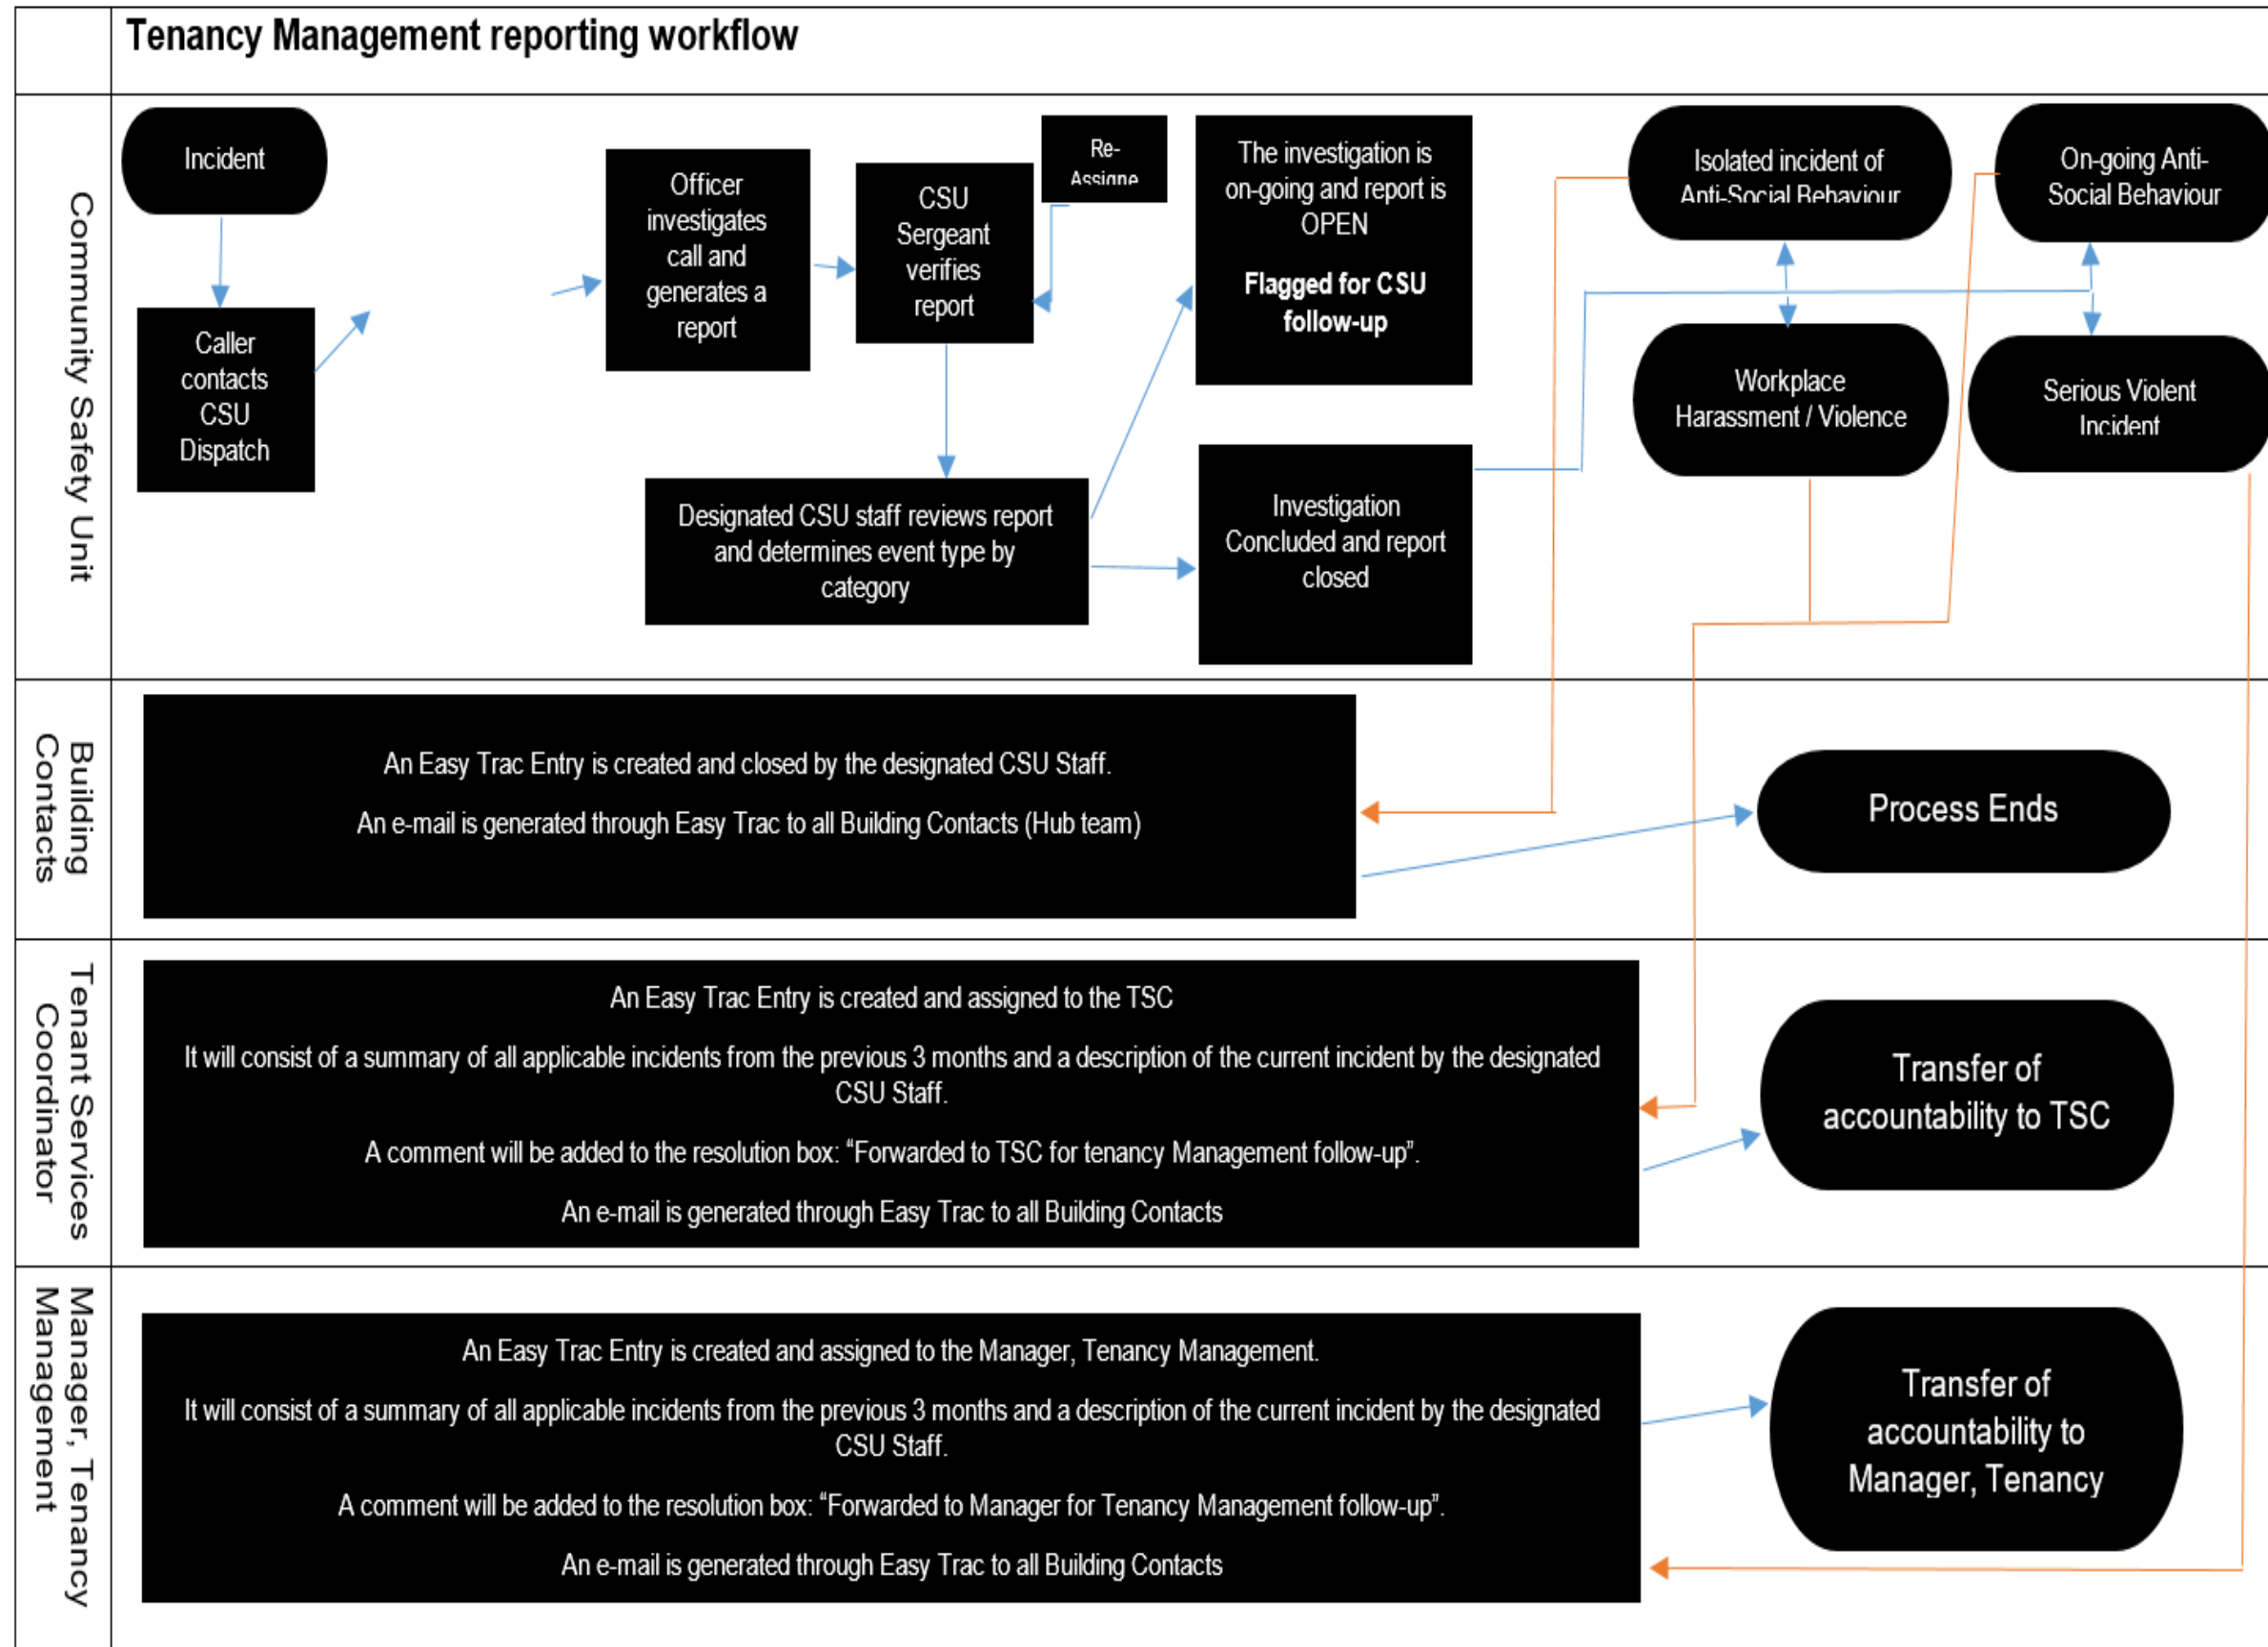 Tenancy Management reporting workflow
Community Safety Unit
Incident
Caller
contacts
CSU
Dispatch
Officer
investigates
call and
generates a
report
CSU
Sergeant
verifies
report
Re-
Assigne
Designated CSU staff reviews report
and determines event type by
category
The investigation is
on-going and report is
OPEN
Flagged for CSU
follow-up
Investigation
Concluded and report
closed
Isolated incident of
Anti-Social Behaviour
On-going Anti-
Social Behaviour
Workplace
Harassment / Violence
Serious Violent
Incident
Building
Contacts
An Easy Trac Entry is created and closed by the designated CSU Staff.
An e-mail is generated through Easy Trac to all Building Contacts (Hub team)
Process Ends
Tenant Services
Coordinator
An Easy Trac Entry is created and assigned to the TSC
It will consist of a summary of all applicable incidents from the previous 3 months and a description of the current incident by the designated
CSU Staff.
A comment will be added to the resolution box: “Forwarded to TSC for tenancy Management follow-up”.
An e-mail is generated through Easy Trac to all Building Contacts
Transfer of
accountability to TSC
Manager, Tenancy
Management
An Easy Trac Entry is created and assigned to the Manager, Tenancy Management.
It will consist of a summary of all applicable incidents from the previous 3 months and a description of the current incident by the designated
CSU Staff.
A comment will be added to the resolution box: “Forwarded to Manager for Tenancy Management follow-up”.
An e-mail is generated through Easy Trac to all Building Contacts
Transfer of
accountability to
Manager, Tenancy